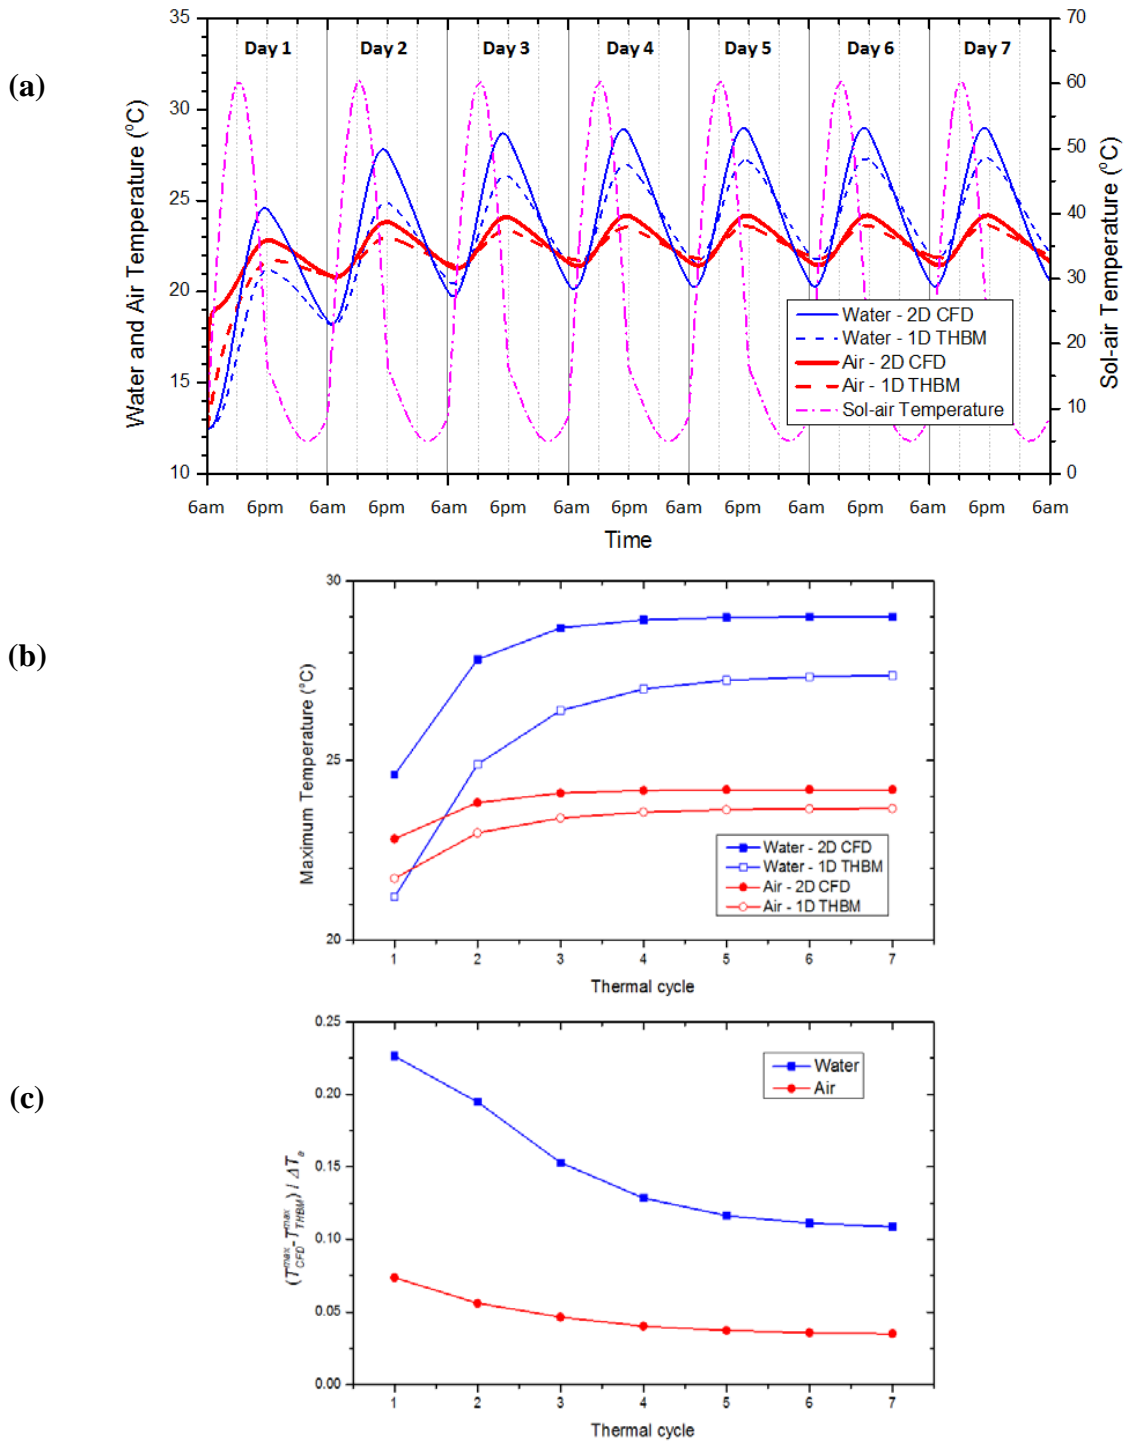 (a)
35
30
25
20
15
10
Water and Air Temperature (°C)
Day 1 Day 2 Day 3 Day 4 Day 5 Day 6 Day 7
70
60
50
40
30
20
10
0
Sol-air Temperature (°C)
Water - 2D CFD
Water - 1D THBM
Air - 2D CFD
Air - 1D THBM
Sol-air Temperature
6am 6pm 6am 6pm 6am 6pm 6am 6pm 6am 6pm 6am 6pm 6am 6pm 6am
Time
(b)
30
25
20
Maximum Temperature (°C)
Water - 2D CFD
Water - 1D THBM
Air - 2D CFD
Air - 1D THBM
1 2 3 4 5 6 7
Thermal cycle
(c)
0.25
0.20
0.15
0.10
0.05
0.00
Water
Air
1 2 3 4 5 6 7
Thermal cycle